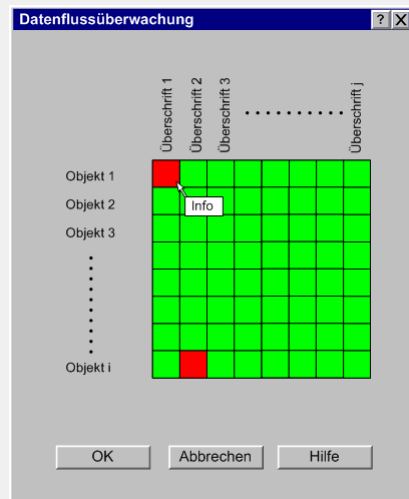 Datenflussüberwachung
? X
Überschrift 1
Überschrift 2
Überschrift 3
Überschrift j
Objekt 1
Info
Objekt 2
Objekt 3
Objekt i
OK Abbrechen Hilfe